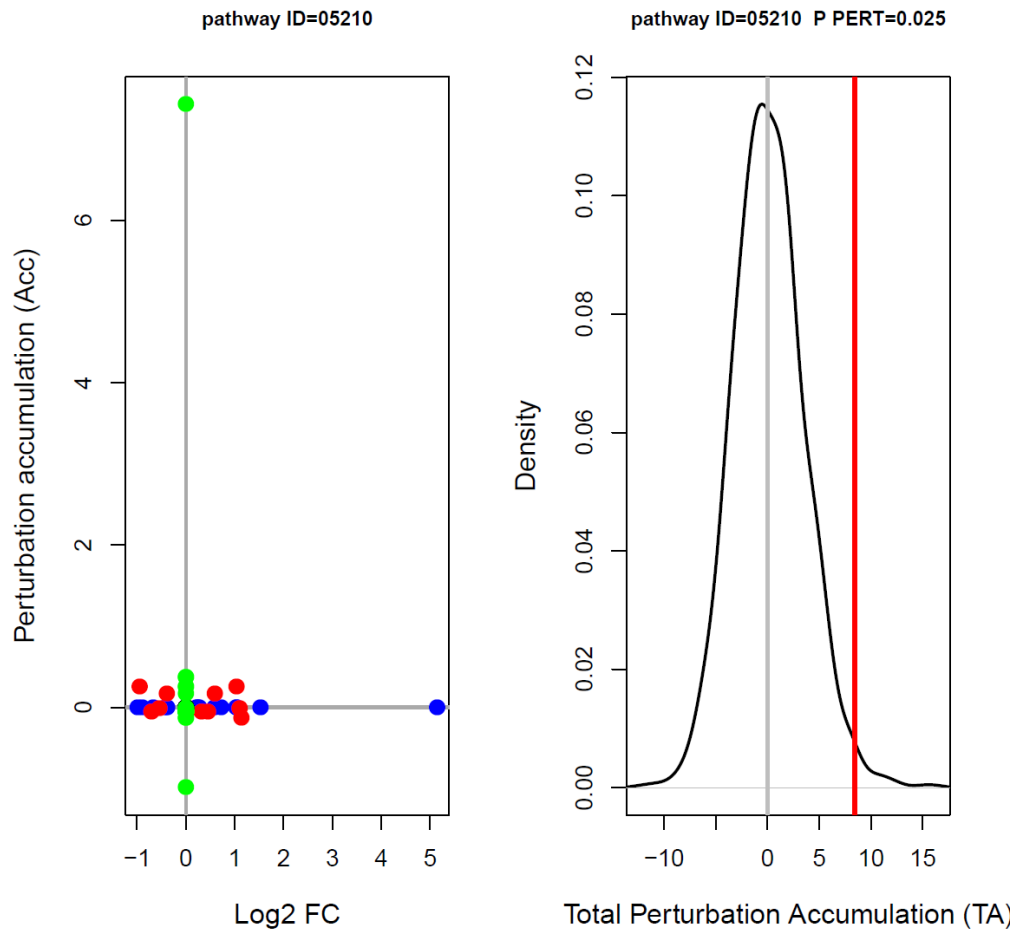 pathway ID=05210
Perturbation accumulation (Acc)
6
4
2
0
−1 0 1 2 3 4 5
Log2 FC
pathway ID=05210 P PERT=0.025
Density
0.12
0.10
0.08
0.06
0.04
0.02
0.00
−10 0 5 10 15
Total Perturbation Accumulation (TA)